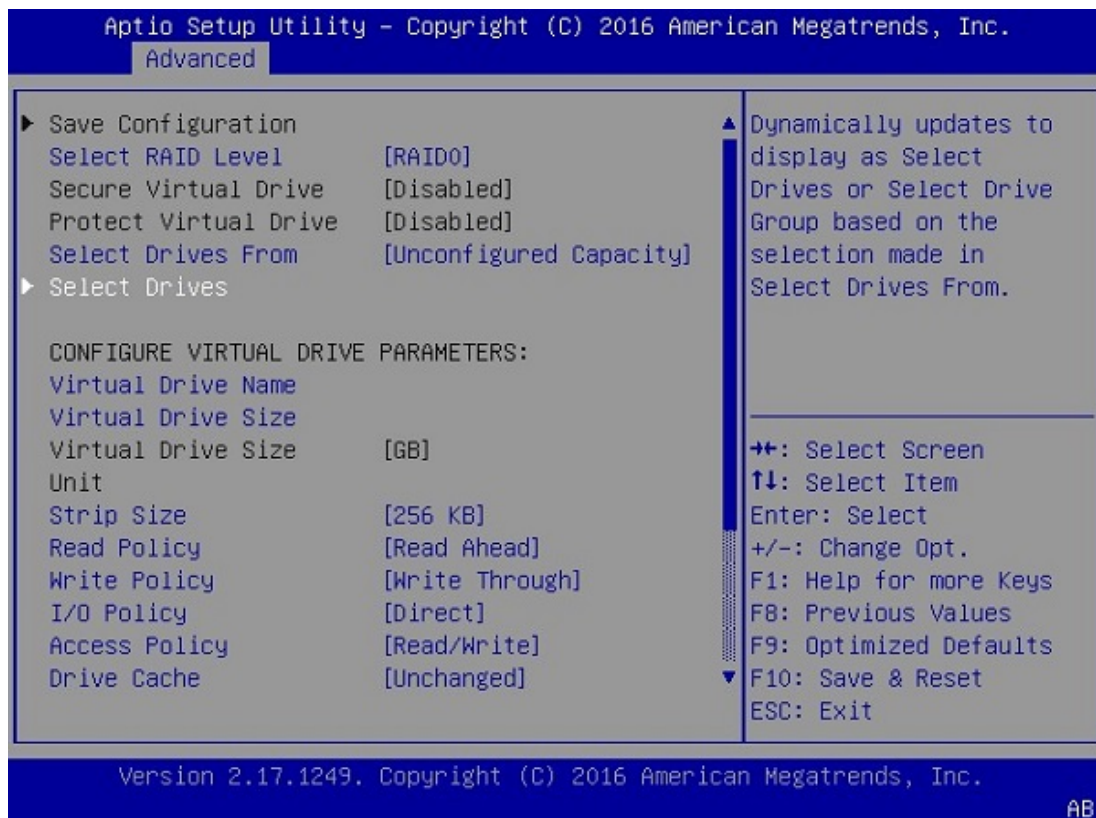 Aptio Setup Utility – Copyright (C) 2016 American Megatrends, Inc.
Advanced
Save Configuration
Select RAID Level [RAID0]
Secure Virtual Drive [Disabled]
Protect Virtual Drive [Disabled]
Select Drives From [Unconfigured Capacity]
Select Drives
CONFIGURE VIRTUAL DRIVE PARAMETERS:
Virtual Drive Name
Virtual Drive Size
Virtual Drive Size [GB]
Unit
Strip Size [256 KB]
Read Policy [Read Ahead]
Write Policy [Write Through]
I/O Policy [Direct]
Access Policy [Read/Write]
Drive Cache [Unchanged]
Dynamically updates to
display as Select
Drives or Select Drive
Group based on the
selection made in
Select Drives From.
→←: Select Screen
↑↓: Select Item
Enter: Select
+/-: Change Opt.
F1: Help for more Keys
F8: Previous Values
F9: Optimized Defaults
F10: Save & Reset
ESC: Exit
Version 2.17.1249. Copyright (C) 2016 American Megatrends, Inc.
AB